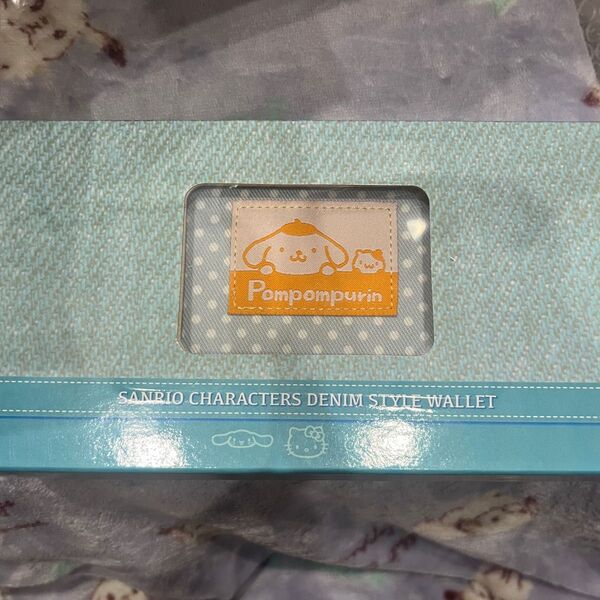 Pompompurin
SANRIO CHARACTERS DENIM STYLE WALLET